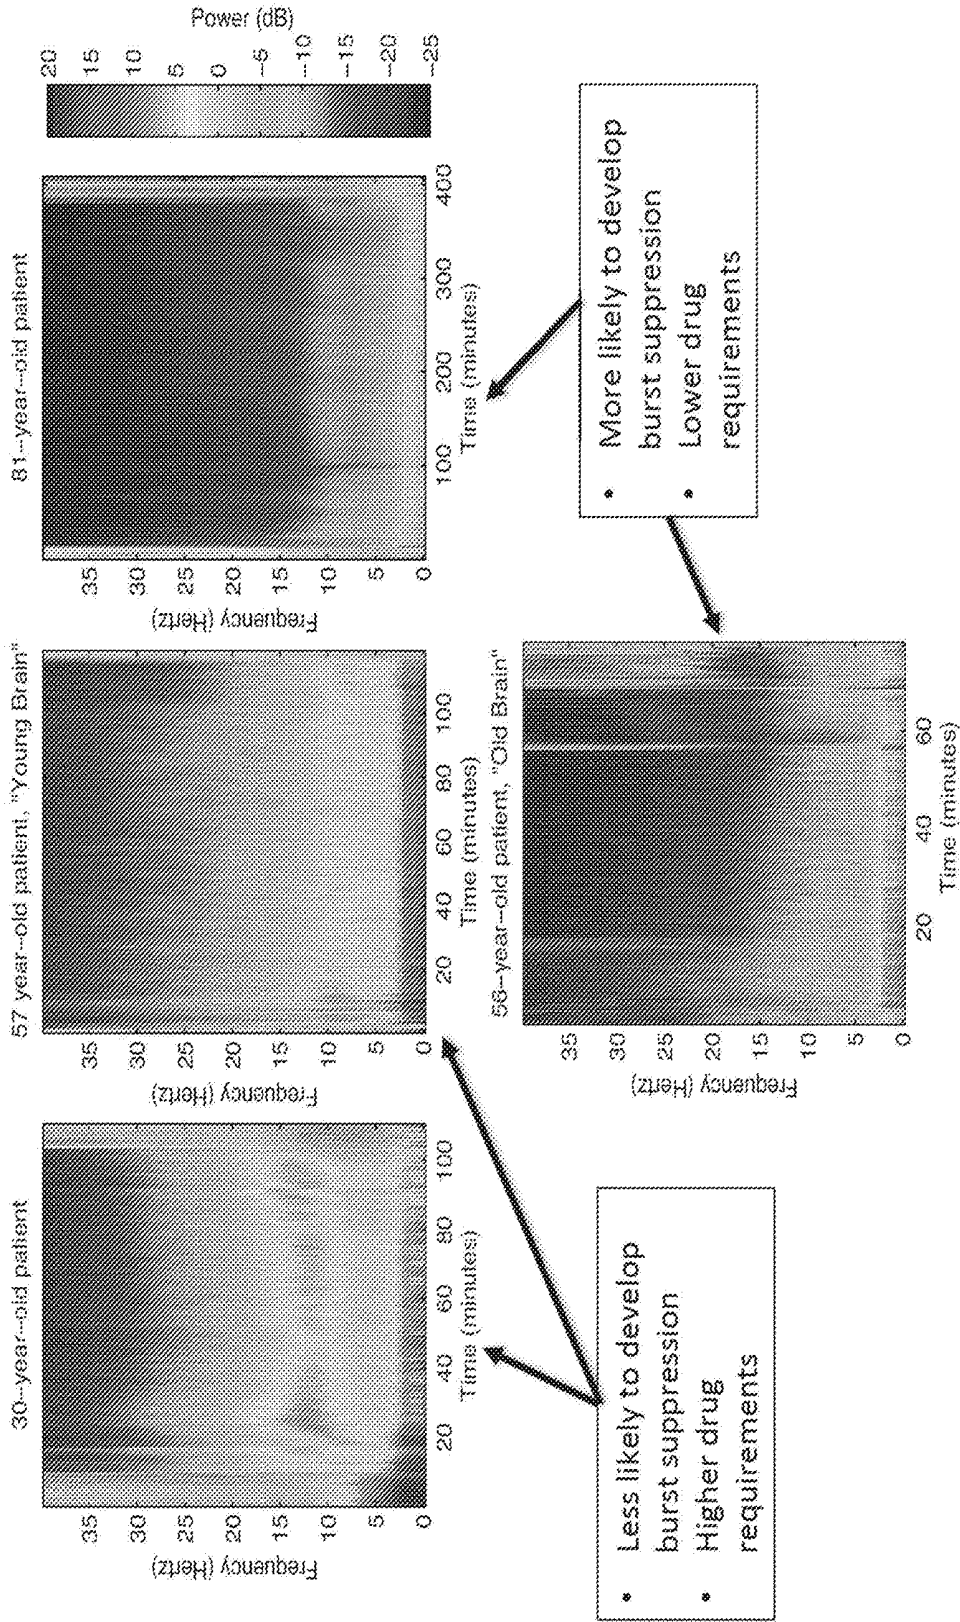 30--year--old patient
Frequency (Hertz)
35
30
25
20
15
10
5
0
20
40
60
80
100
Time (minutes)
57 year--old patient, "Young Brain"
Frequency (Hertz)
35
30
25
20
15
10
5
0
20
40
60
80
100
Time (minutes)
81--year--old patient
Frequency (Hertz)
35
30
25
20
15
10
5
0
100
200
300
400
Time (minutes)
20
15
10
5
0
-5
-10
-15
-20
-25
Power (dB)
56--year--old patient, "Old Brain"
Frequency (Hertz)
35
30
25
20
15
10
5
0
20
40
60
Time (minutes)
• Less likely to develop
burst suppression
• Higher drug
requirements
• More likely to develop
burst suppression
• Lower drug
requirements